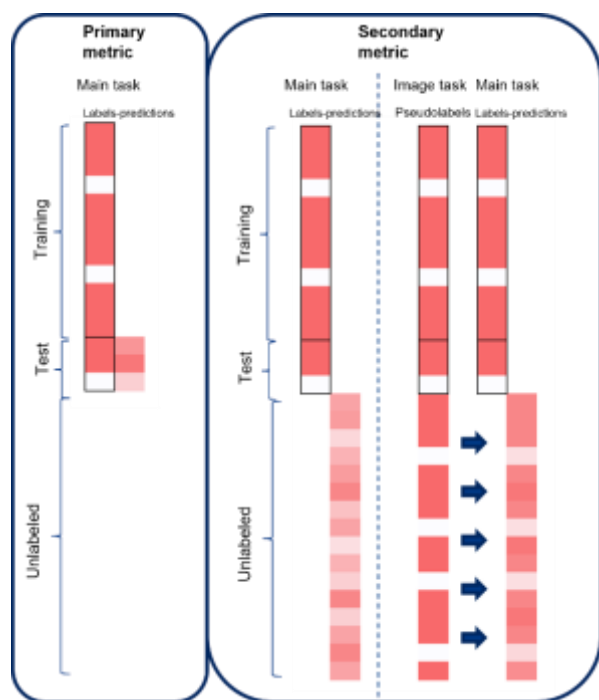 Primary
metric
Main task
Labels-predictions
Training
Test
Unlabeled
Secondary
metric
Main task
Image task
Main task
Labels-predictions
Pseudolabels
Labels-predictions
Training
Test
Unlabeled